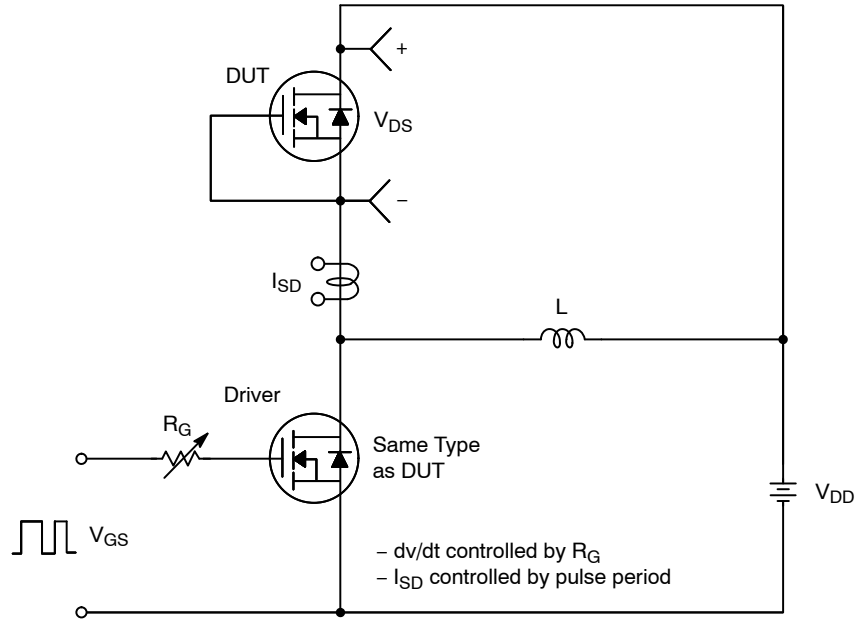 +
DUT
V_DS
−
I_SD
L
Driver
R_G
Same Type
as DUT
V_DD
V_GS
− dv/dt controlled by R_G
− I_SD controlled by pulse period